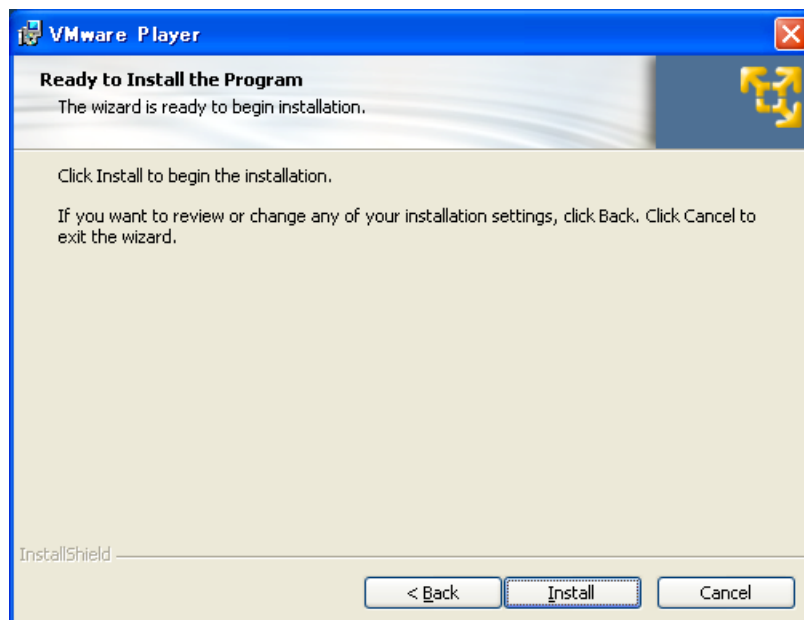 VMware Player
Ready to Install the Program
The wizard is ready to begin installation.
Click Install to begin the installation.
If you want to review or change any of your installation settings, click Back. Click Cancel to
exit the wizard.
InstallShield
< Back Install Cancel